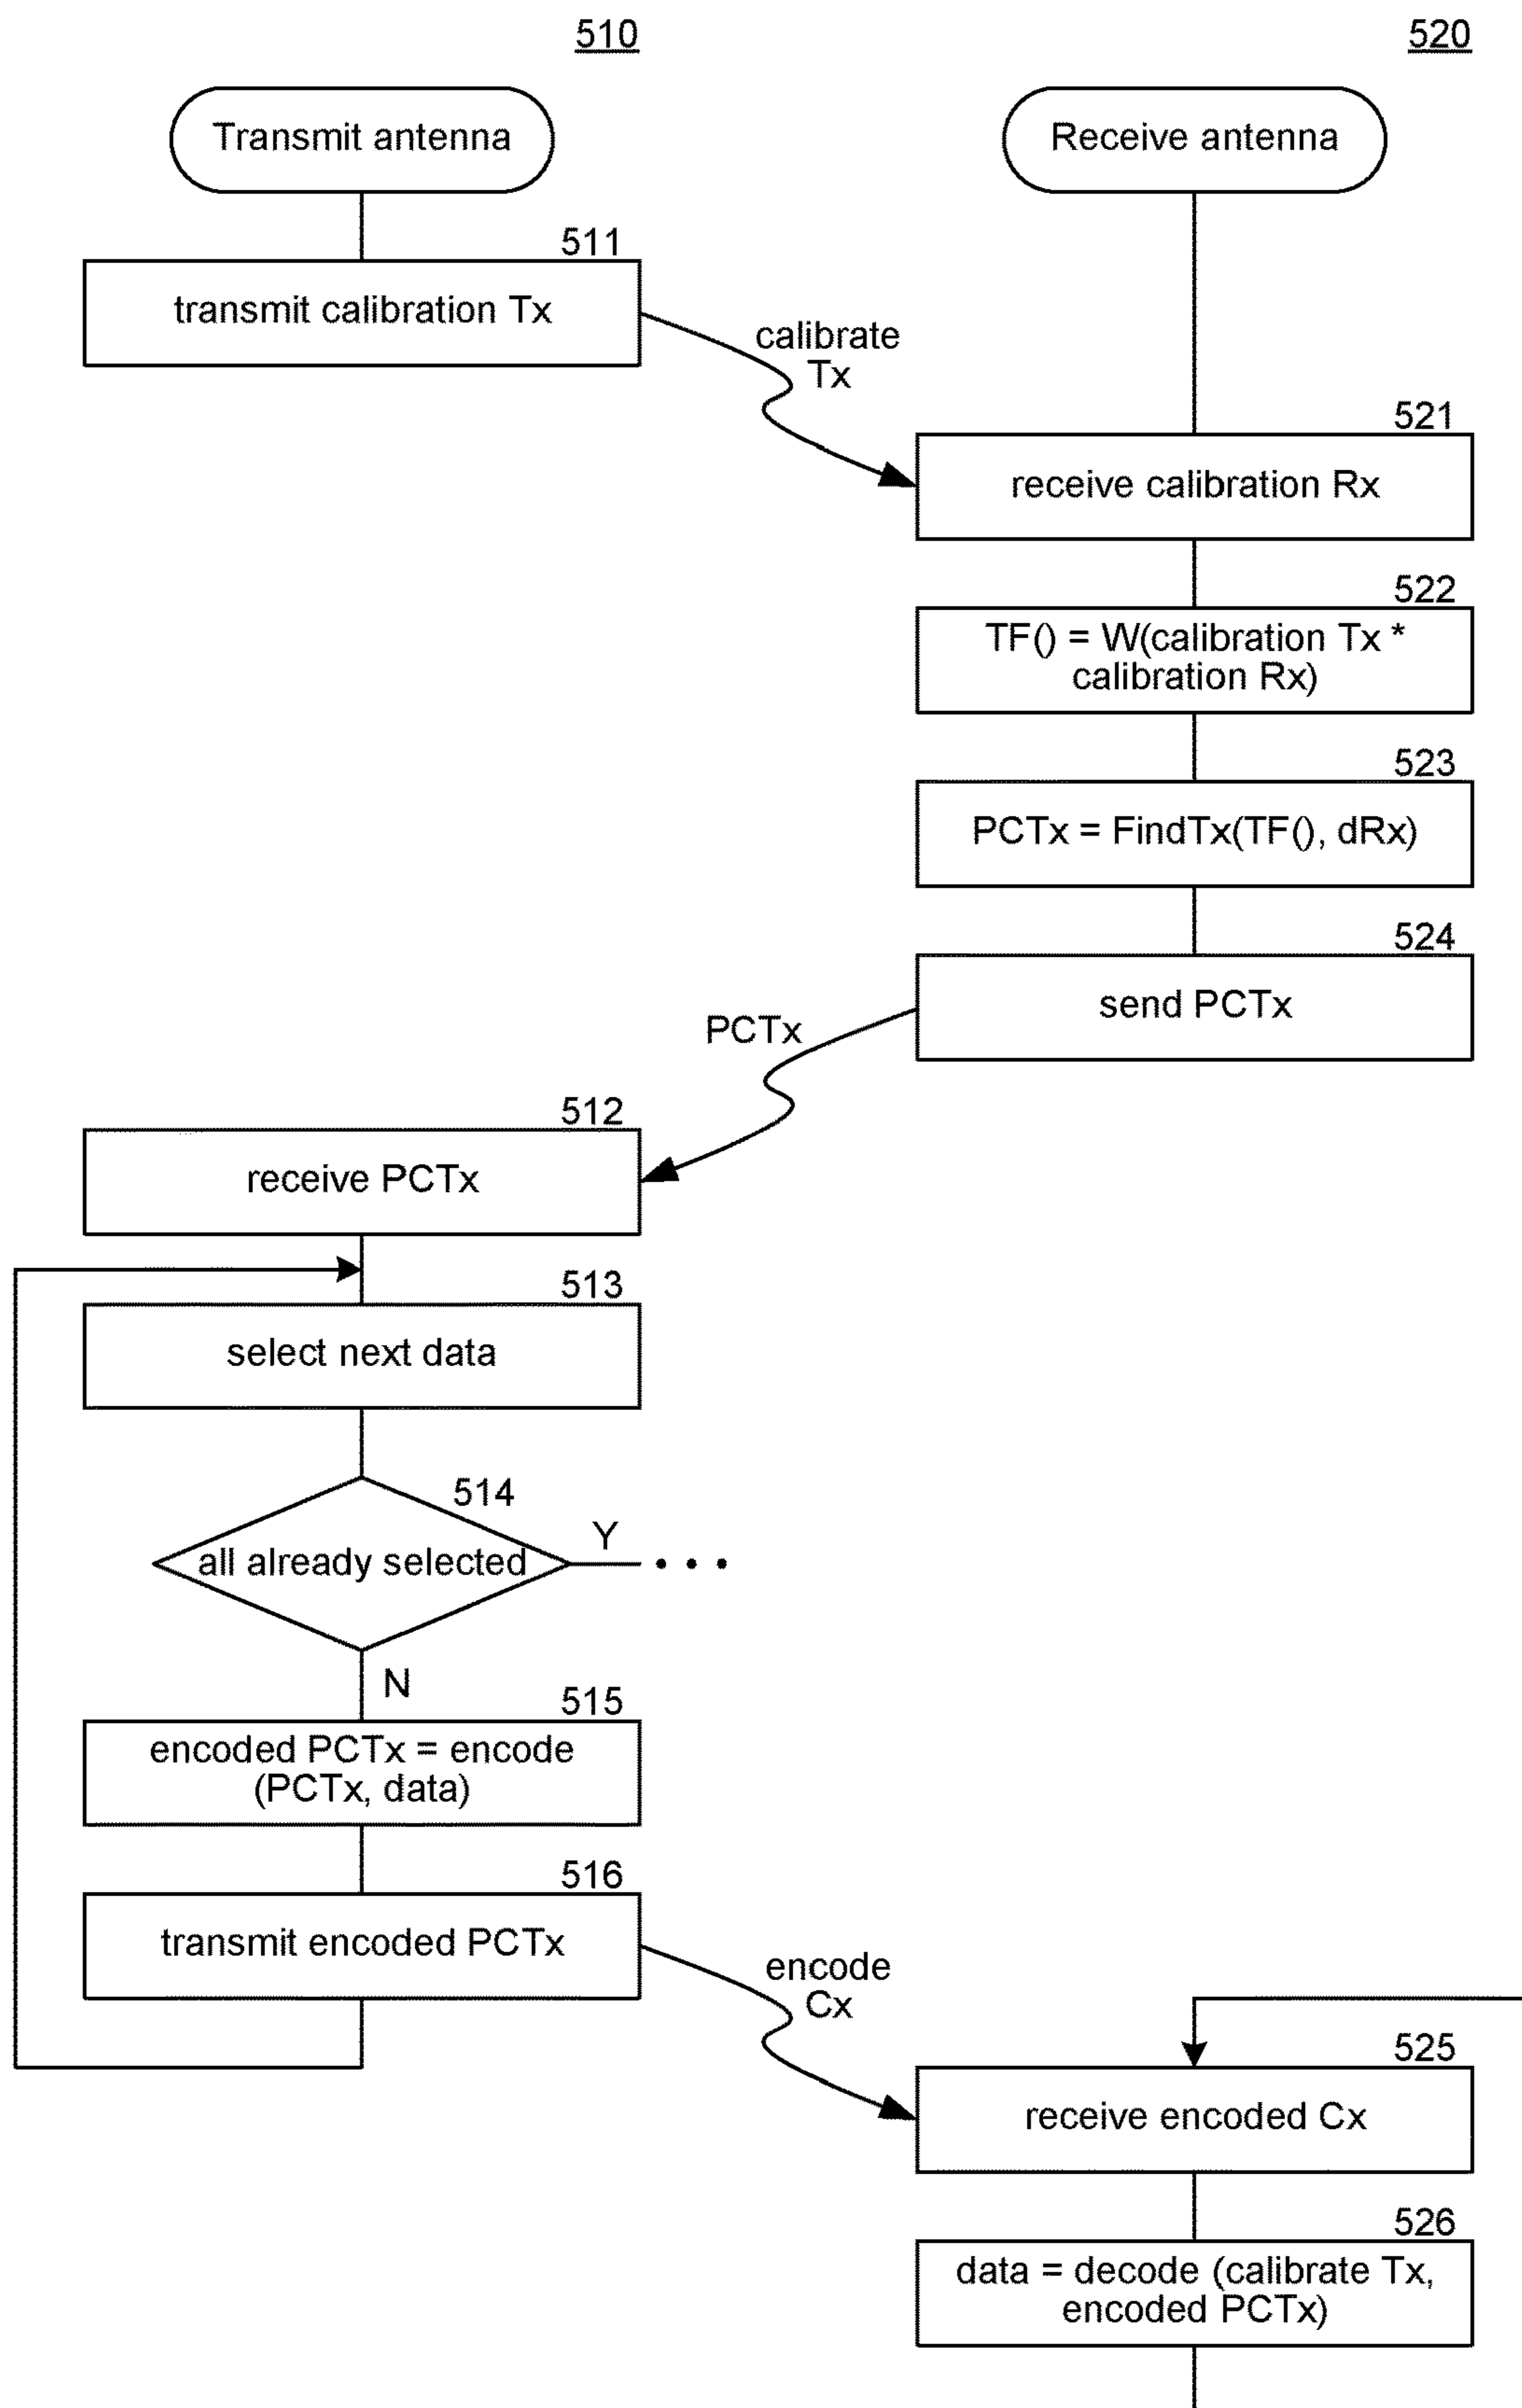 510
520
Transmit antenna
Receive antenna
511
transmit calibration Tx
calibrate
Tx
521
receive calibration Rx
522
TF() = W(calibration Tx *
calibration Rx)
523
PCTx = FindTx(TF(), dRx)
524
send PCTx
PCTx
512
receive PCTx
513
select next data
514
all already selected
Y
N
515
encoded PCTx = encode
(PCTx, data)
516
transmit encoded PCTx
encode
Cx
525
receive encoded Cx
526
data = decode (calibrate Tx,
encoded PCTx)